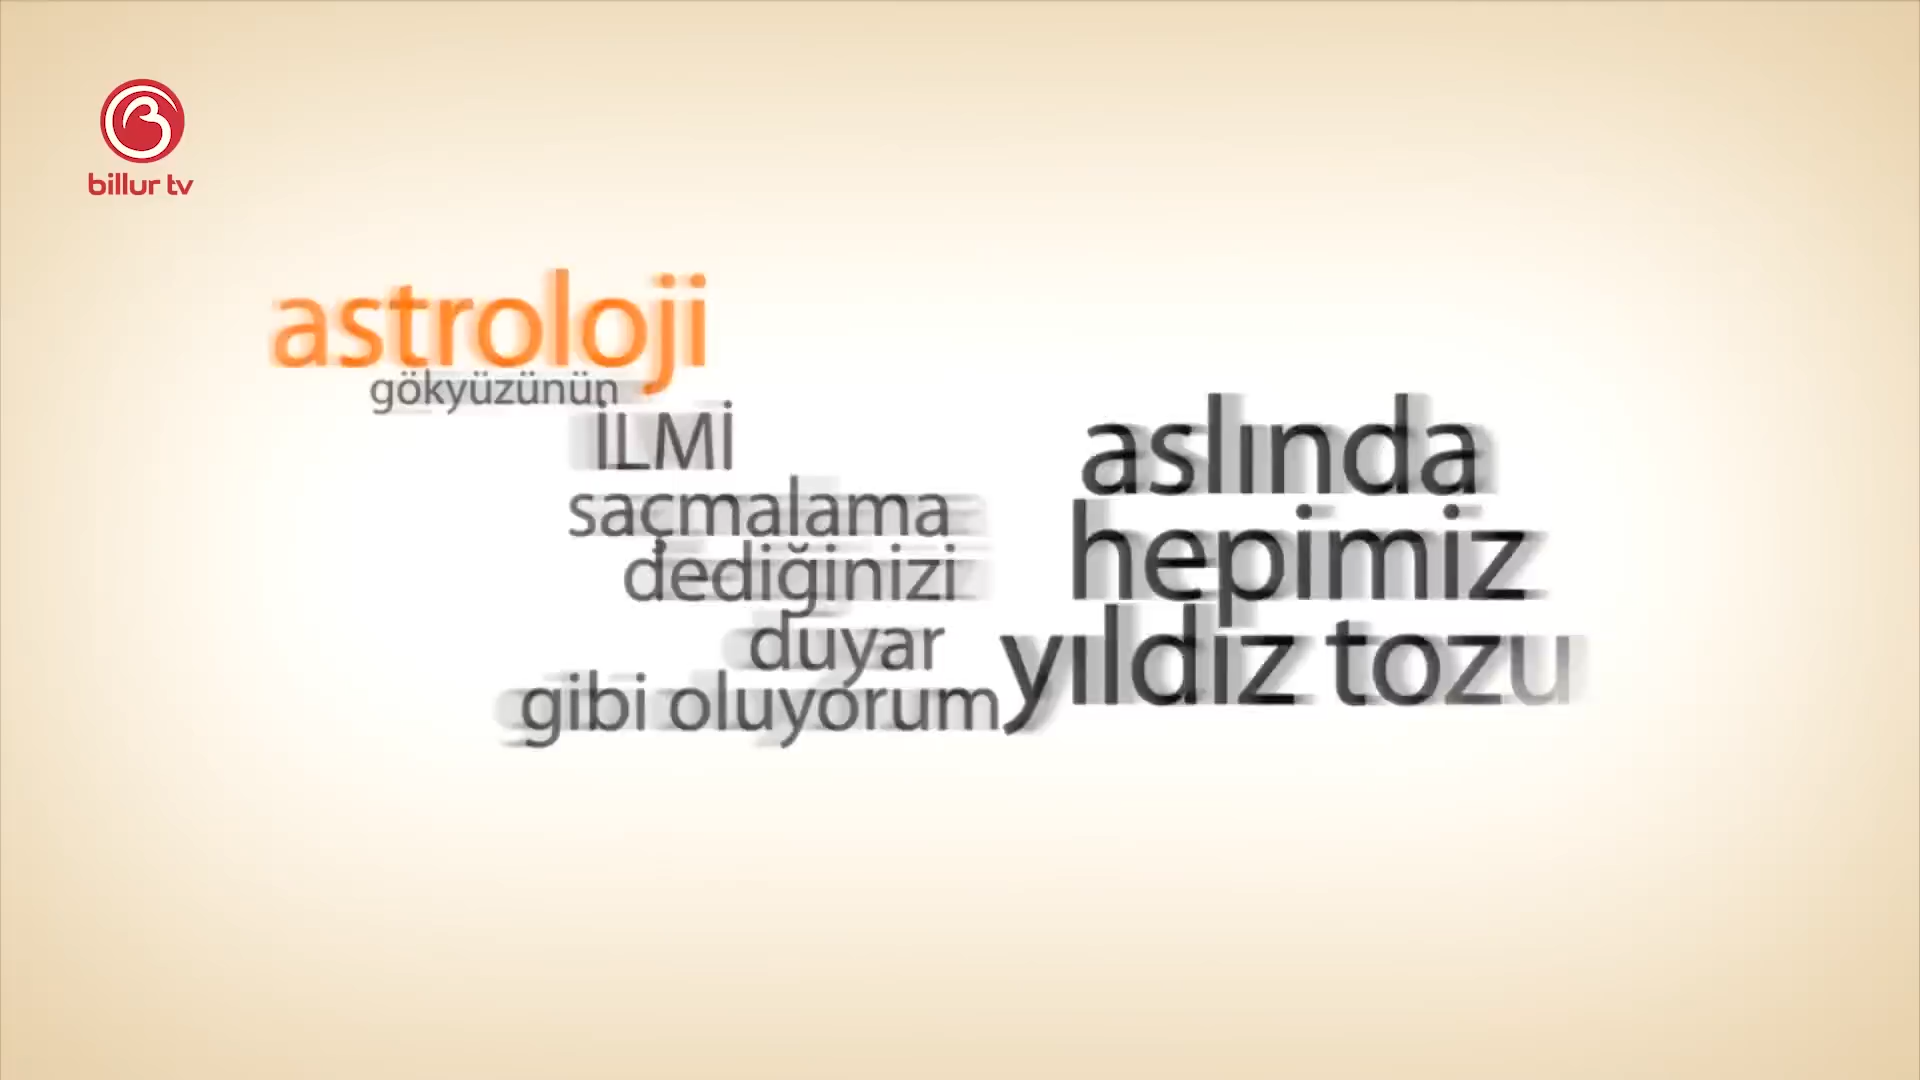 billur tv
astroloji
gökyüzünün
İLMİ
saçmalama
dediğinizi
duyar
gibi oluyorum
aslında
hepimiz
yıldız tozu